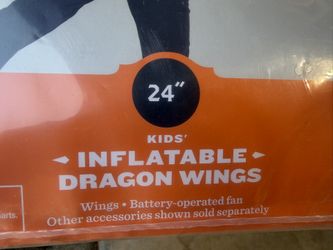 24"
KIDS'
INFLATABLE
DRAGON WINGS
Wings • Battery-operated fan
Other accessories shown sold separately